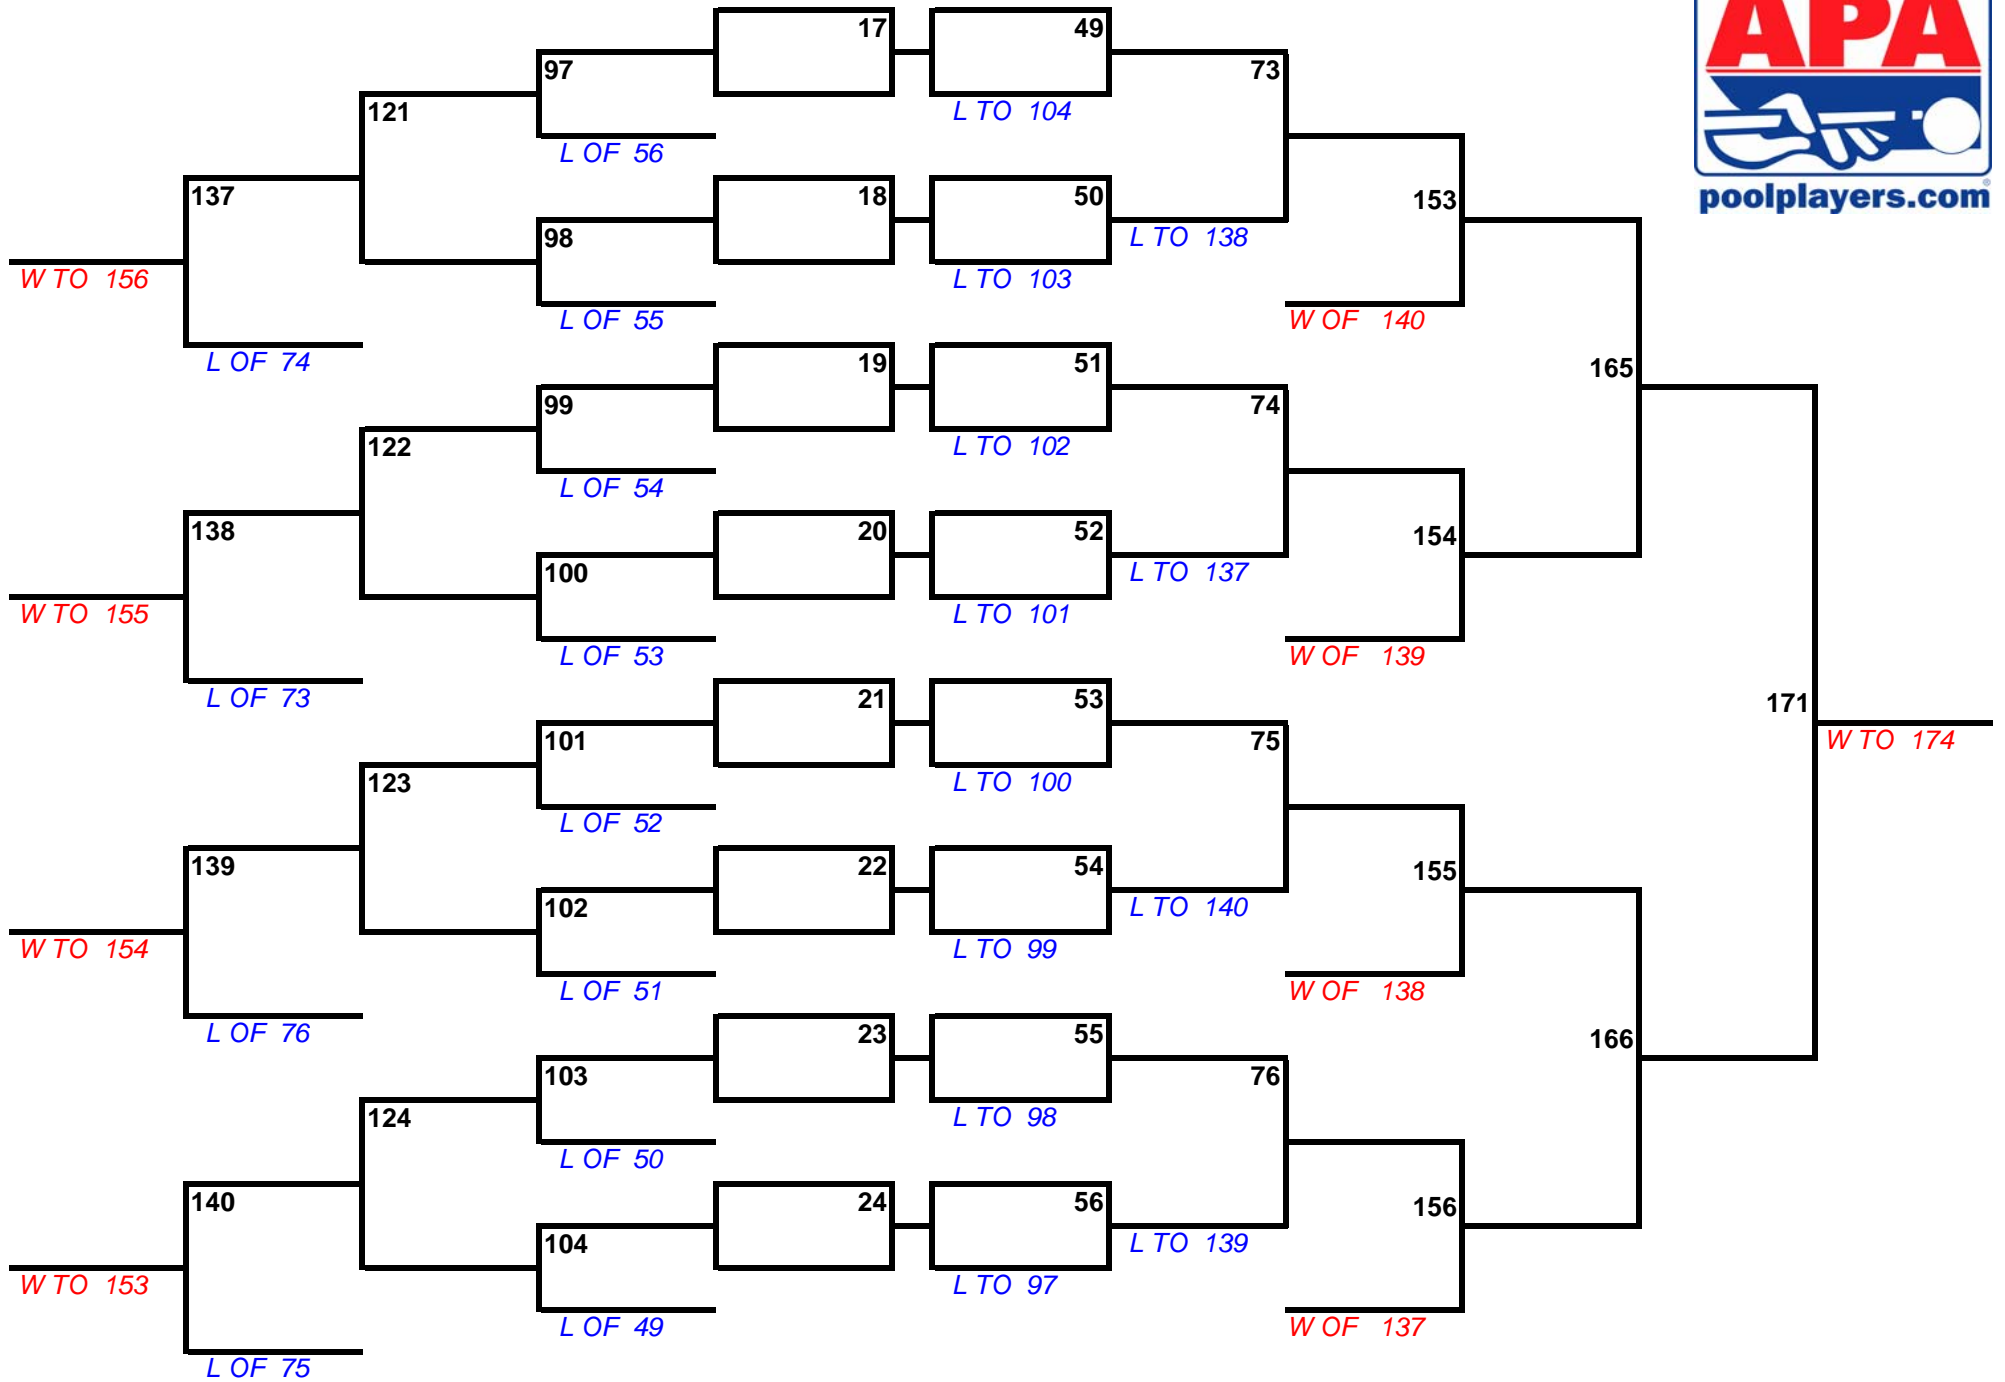 APA
poolplayers.com
17 49
97 73
121 L TO 104
L OF 56
137 18 50 153
98 L TO 138
W TO 156 L TO 103
L OF 55 W OF 140
L OF 74 19 51 165
99 74
122 L TO 102
L OF 54
138 20 52 154
100 L TO 137
W TO 155 L TO 101
L OF 53 W OF 139
L OF 73 21 53 171
101 75 W TO 174
123 L TO 100
L OF 52
139 22 54 155
102 L TO 140
W TO 154 L TO 99
L OF 51 W OF 138
L OF 76 23 55 166
103 76
124 L TO 98
L OF 50
140 24 56 156
104 L TO 139
W TO 153 L TO 97
L OF 49 W OF 137
L OF 75